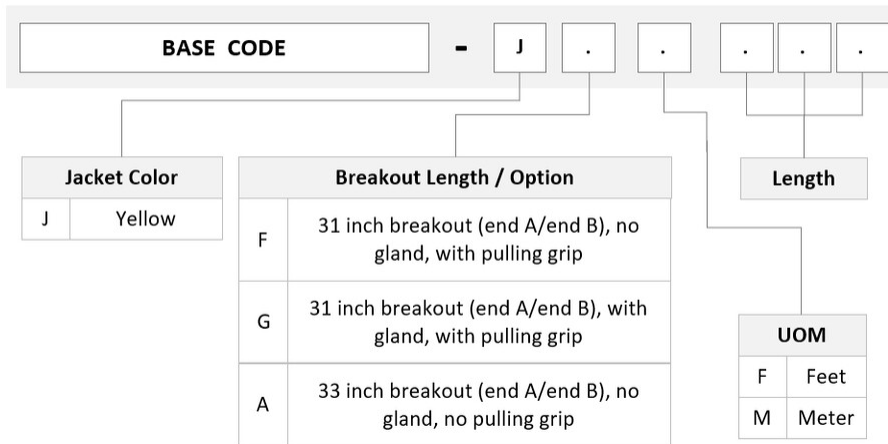 BASE CODE - J . . . . .
Jacket Color
J Yellow
Breakout Length / Option
F 31 inch breakout (end A/end B), no
gland, with pulling grip
G 31 inch breakout (end A/end B), with
gland, with pulling grip
A 33 inch breakout (end A/end B), no
gland, no pulling grip
Length
UOM
F Feet
M Meter